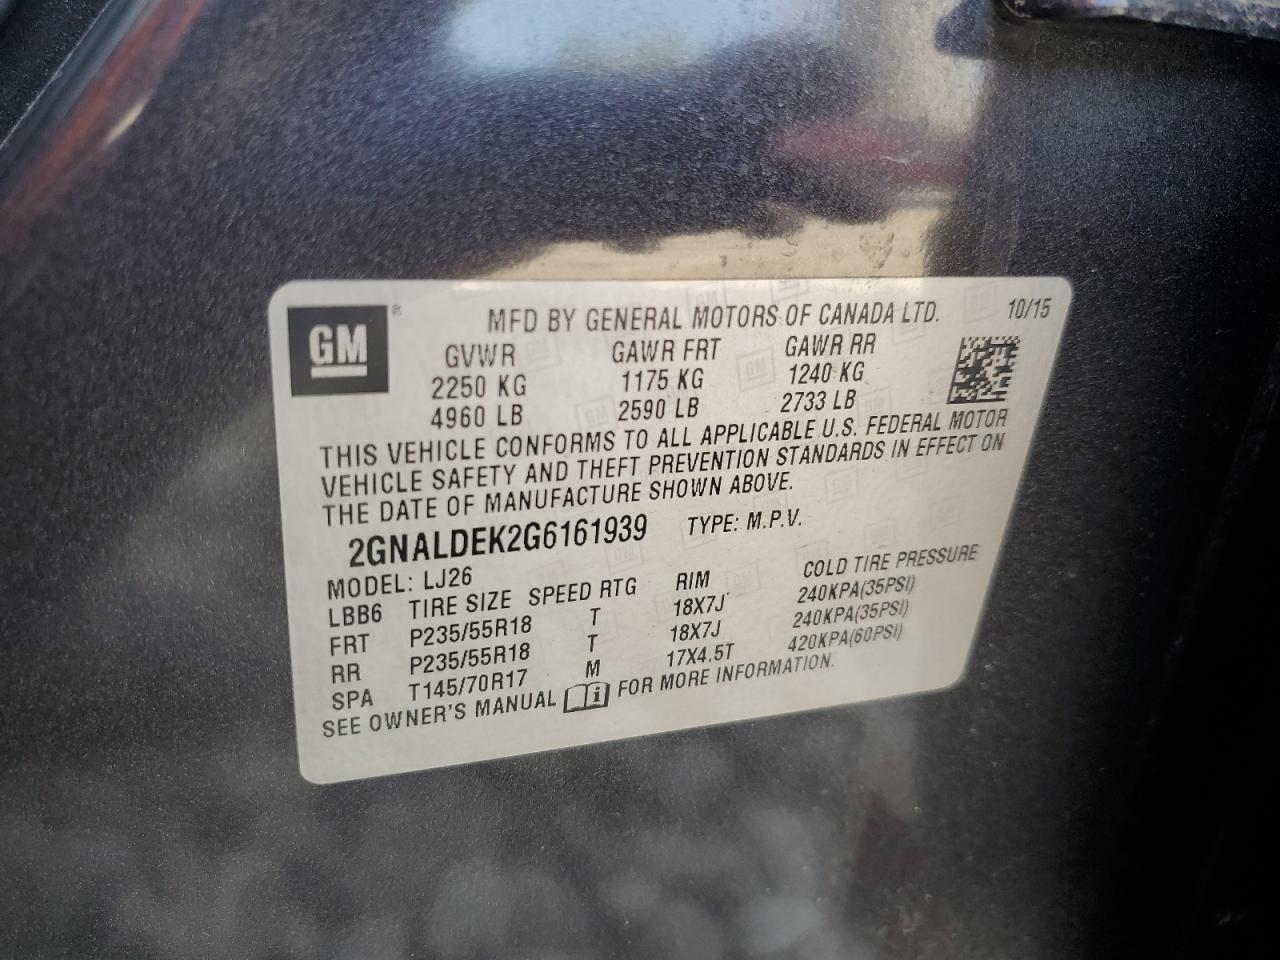 GM ®
MFD BY GENERAL MOTORS OF CANADA LTD. 10/15
GVWR GAWR FRT GAWR RR
2250 KG 1175 KG 1240 KG
4960 LB 2590 LB 2733 LB
THIS VEHICLE CONFORMS TO ALL APPLICABLE U.S. FEDERAL MOTOR
VEHICLE SAFETY AND THEFT PREVENTION STANDARDS IN EFFECT ON
THE DATE OF MANUFACTURE SHOWN ABOVE.
2GNALDEK2G6161939 TYPE: M.P.V.
MODEL: LJ26
LBB6 TIRE SIZE SPEED RTG RIM COLD TIRE PRESSURE
FRT P235/55R18 T 18X7J 240KPA(35PSI)
RR P235/55R18 T 18X7J 240KPA(35PSI)
SPA T145/70R17 M 17X4.5T 420KPA(60PSI)
SEE OWNER'S MANUAL i FOR MORE INFORMATION.